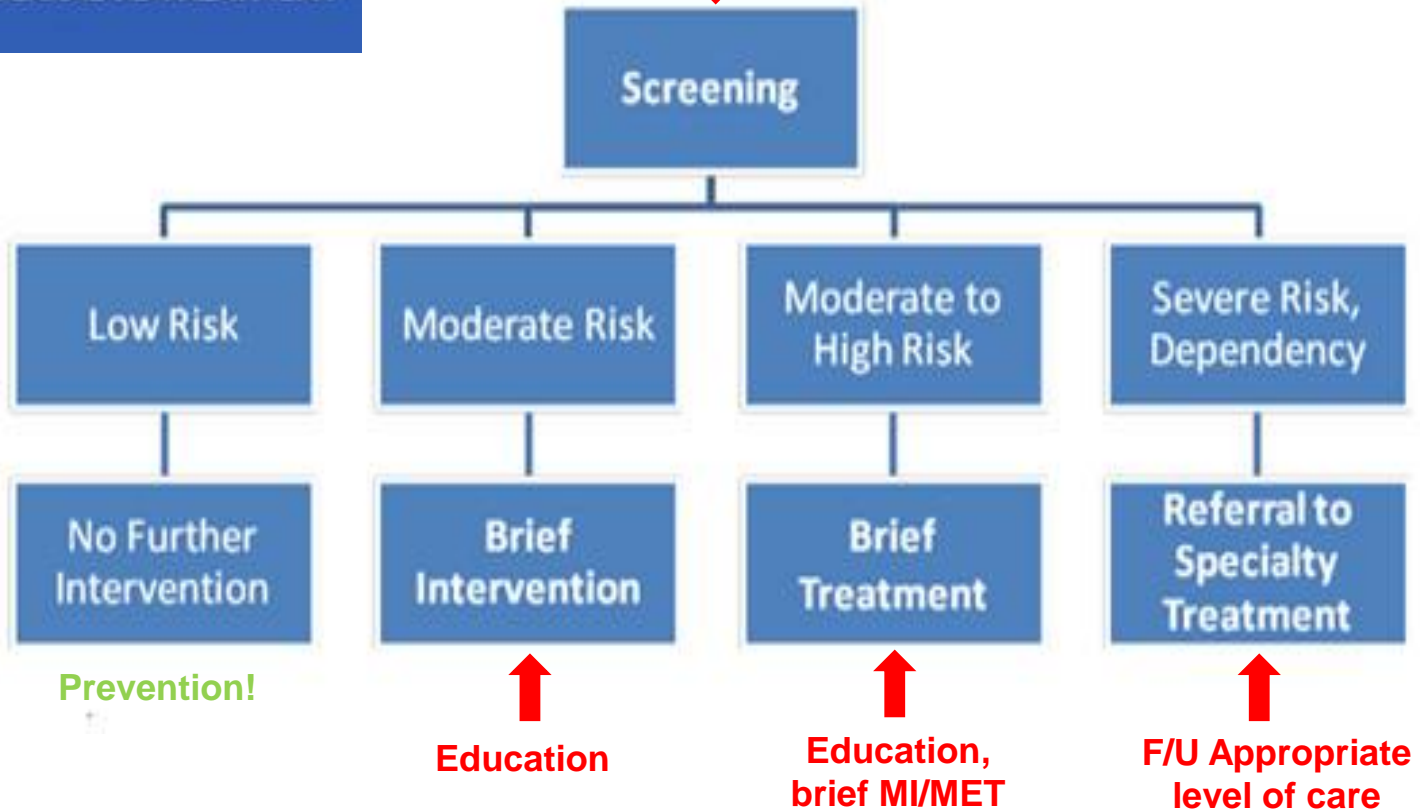 Screening
Low Risk
Moderate Risk
Moderate to
High Risk
Severe Risk,
Dependency
No Further
Intervention
Brief
Intervention
Brief
Treatment
Referral to
Specialty
Treatment
Prevention!
Education
Education,
brief MI/MET
F/U Appropriate
level of care